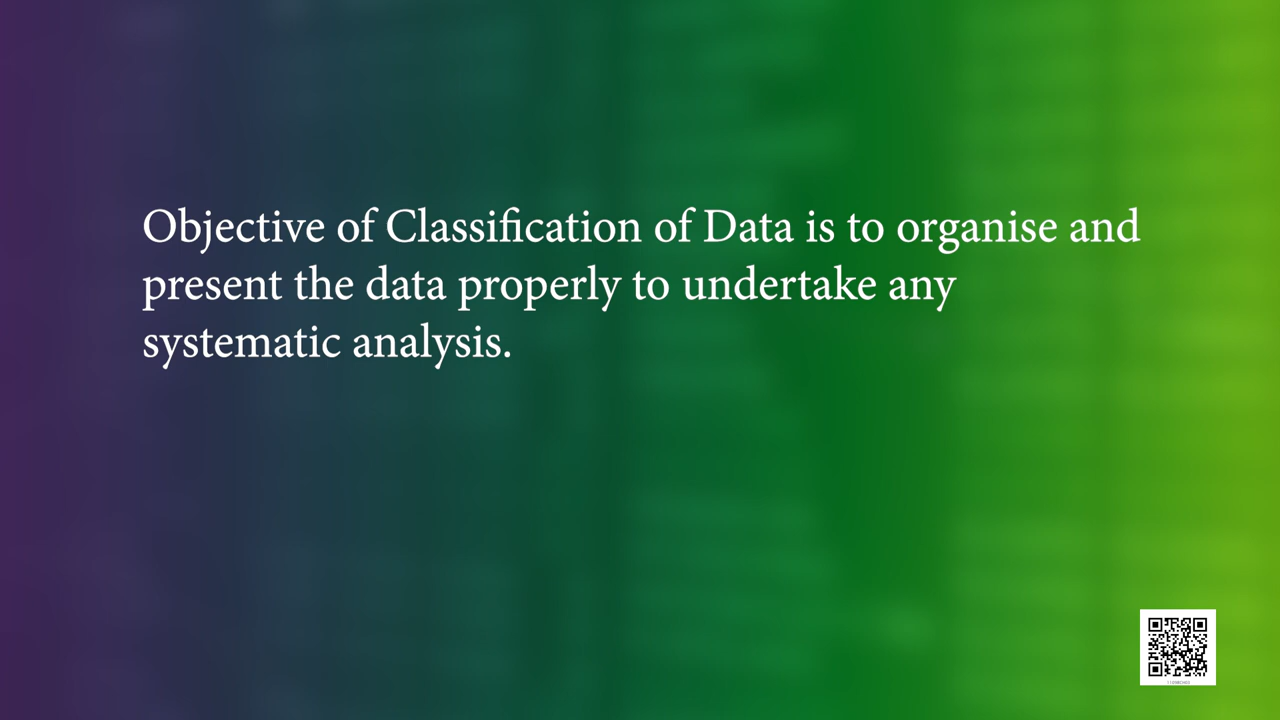 Objective of Classification of Data is to organise and
present the data properly to undertake any
systematic analysis.